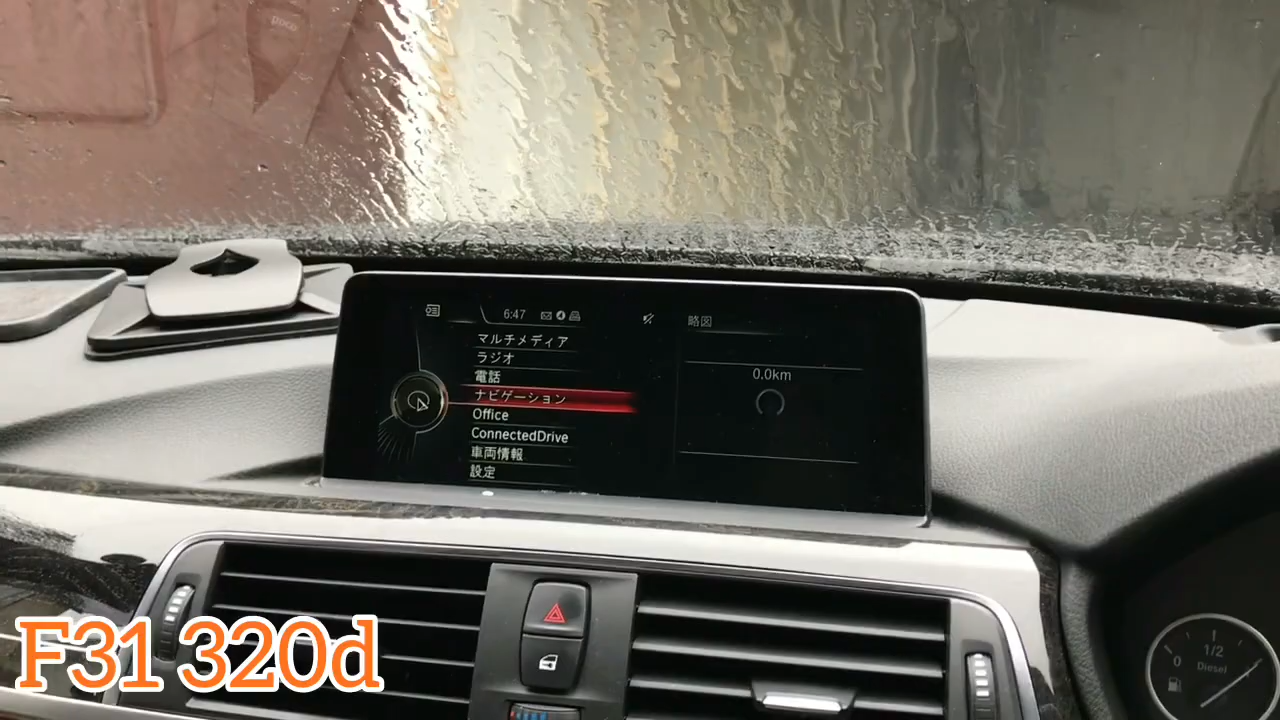 6:47
マルチメディア
ラジオ
電話
ナビゲーション
Office
ConnectedDrive
車両情報
設定
略図
0.0km
0
1/2
Diesel
F31 320d